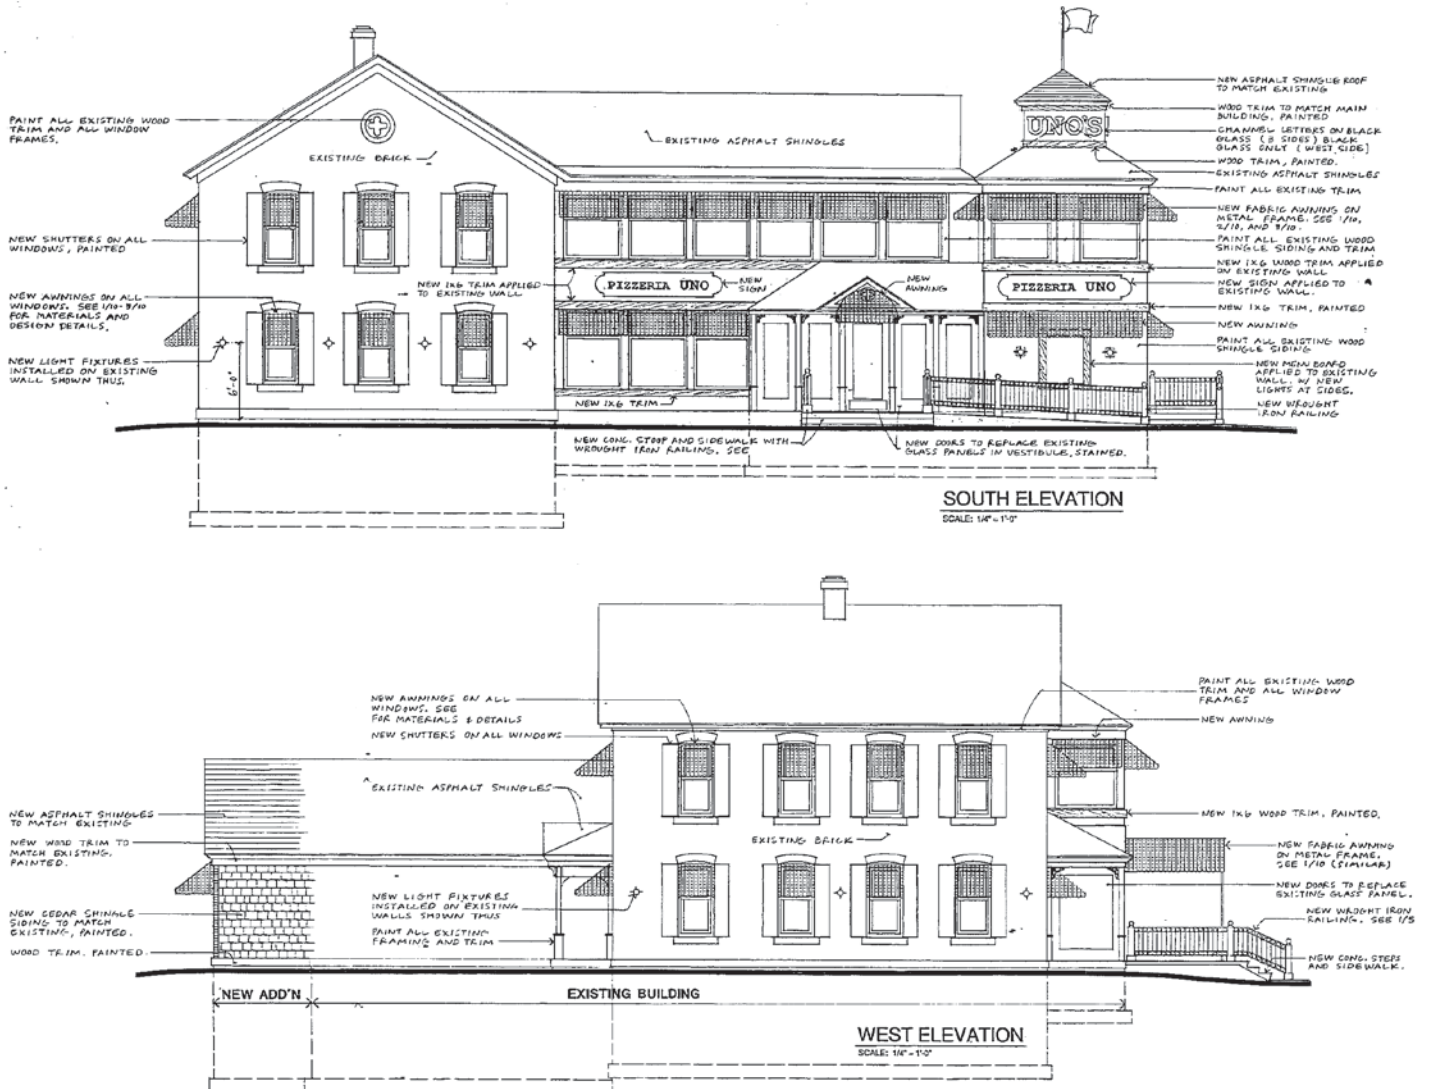 PAINT ALL EXISTING WOOD
TRIM AND ALL WINDOW
FRAMES.
EXISTING BRICK
EXISTING ASPHALT SHINGLES
UNO'S
NEW ASPHALT SHINGLE ROOF
TO MATCH EXISTING
WOOD TRIM TO MATCH MAIN
BUILDING, PAINTED
CHANNEL LETTERS ON BLACK
GLASS (3 SIDES) BLACK
GLASS ONLY (WEST SIDE)
WOOD TRIM, PAINTED.
EXISTING ASPHALT SHINGLES
PAINT ALL EXISTING TRIM
NEW FABRIC AWNING ON
METAL FRAME. SEE 1/10,
2/10, AND 3/10.
PAINT ALL EXISTING WOOD
SHINGLE SIDING AND TRIM
NEW 1X6 WOOD TRIM APPLIED
ON EXISTING WALL
NEW SIGN APPLIED TO
EXISTING WALL.
NEW 1X6 TRIM, PAINTED
NEW AWNING
PAINT ALL EXISTING WOOD
SHINGLE SIDING
NEW MENU BOARD
APPLIED TO EXISTING
WALL. W/ NEW
LIGHTS AT SIDES.
NEW WROUGHT
IRON RAILING
NEW SHUTTERS ON ALL
WINDOWS, PAINTED
NEW AWNINGS ON ALL
WINDOWS. SEE 1/10-3/10
FOR MATERIALS AND
DESIGN DETAILS.
NEW LIGHT FIXTURES
INSTALLED ON EXISTING
WALL SHOWN THUS.
6'-0"
NEW 1X6 TRIM APPLIED
TO EXISTING WALL
PIZZERIA UNO
NEW
SIGN
NEW
AWNING
PIZZERIA UNO
NEW 1X6 TRIM
NEW CONC. STOOP AND SIDEWALK WITH
WROUGHT IRON RAILING. SEE
NEW DOORS TO REPLACE EXISTING
GLASS PANELS IN VESTIBULE, STAINED.
SOUTH ELEVATION
SCALE: 1/4" = 1'-0"
NEW AWNINGS ON ALL
WINDOWS. SEE
FOR MATERIALS & DETAILS
NEW SHUTTERS ON ALL WINDOWS
EXISTING ASPHALT SHINGLES
PAINT ALL EXISTING WOOD
TRIM AND ALL WINDOW
FRAMES
NEW AWNING
NEW ASPHALT SHINGLES
TO MATCH EXISTING
NEW WOOD TRIM TO
MATCH EXISTING.
PAINTED.
EXISTING BRICK
NEW 1X6 WOOD TRIM, PAINTED.
NEW FABRIC AWNING
ON METAL FRAME.
SEE 1/10 (SIMILAR)
NEW DOORS TO REPLACE
EXISTING GLASS PANEL.
NEW WROUGHT IRON
RAILING. SEE 1/5
NEW CEDAR SHINGLE
SIDING TO MATCH
EXISTING, PAINTED.
WOOD TRIM. PAINTED.
NEW LIGHT FIXTURES
INSTALLED ON EXISTING
WALLS SHOWN THUS
PAINT ALL EXISTING
FRAMING AND TRIM
NEW CONC. STEPS
AND SIDEWALK.
NEW ADD'N
EXISTING BUILDING
WEST ELEVATION
SCALE: 1/4" = 1'-0"